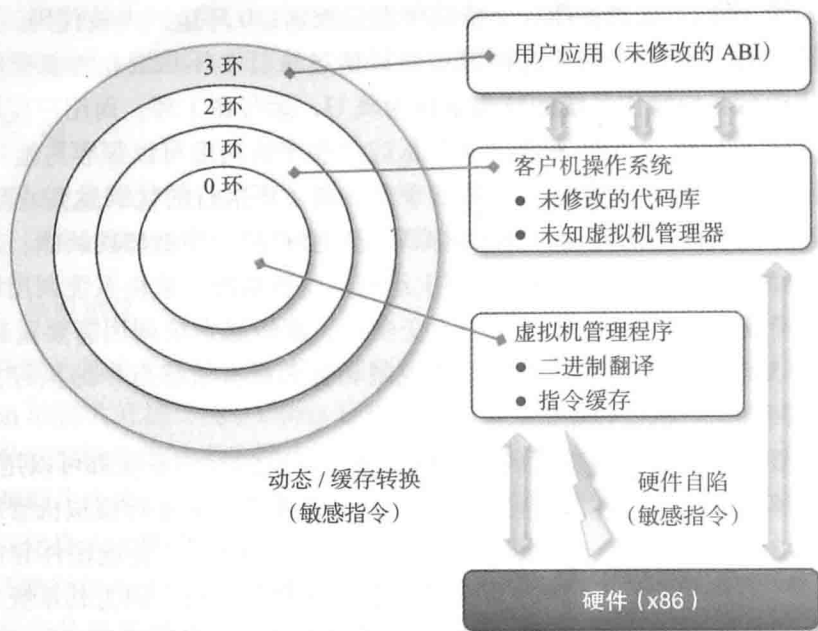 3 环
2 环
1 环
0 环
用户应用（未修改的 ABI）
客户机操作系统
● 未修改的代码库
● 未知虚拟机管理器
虚拟机管理程序
● 二进制翻译
● 指令缓存
动态 / 缓存转换
（敏感指令）
硬件自陷
（敏感指令）
硬件（x86）